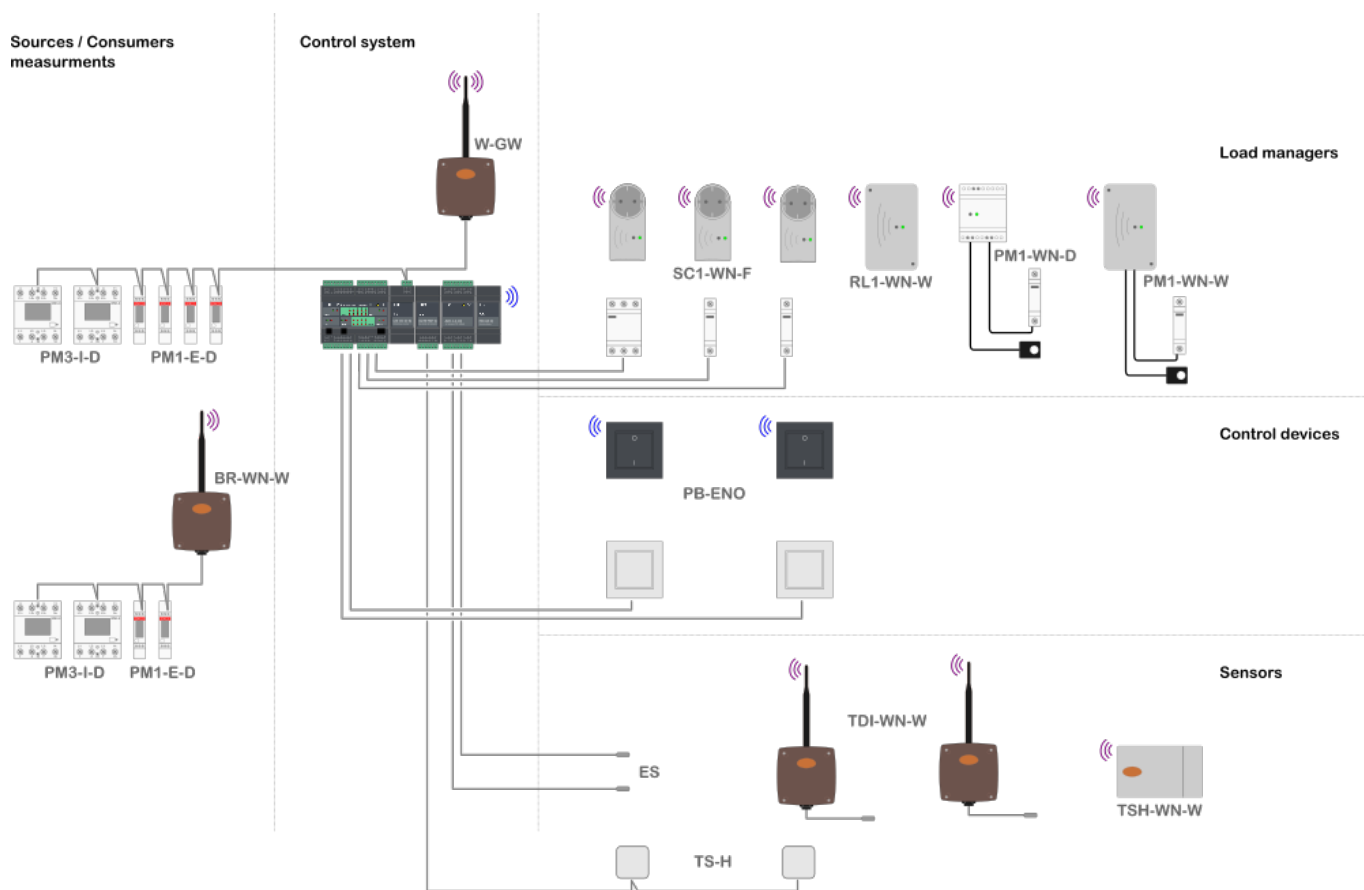 Sources / Consumers
measurments
Control system
W-GW
Load managers
SC1-WN-F
RL1-WN-W
PM1-WN-D
PM1-WN-W
PM3-I-D
PM1-E-D
BR-WN-W
Control devices
PB-ENO
PM3-I-D
PM1-E-D
Sensors
TDI-WN-W
ES
TSH-WN-W
TS-H